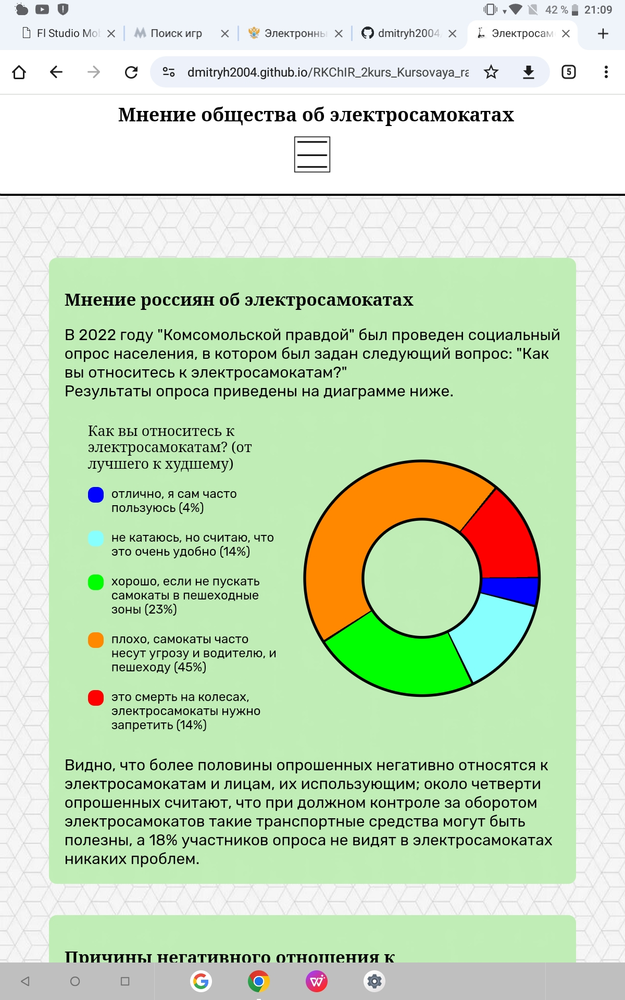 42 % 21:09
Fl Studio Mob
Поиск игр
Электронны
dmitryh2004/
Электросам
dmitryh2004.github.io/RKChIR_2kurs_Kursovaya_ra
5
Мнение общества об электросамокатах
Мнение россиян об электросамокатах
В 2022 году "Комсомольской правдой" был проведен социальный
опрос населения, в котором был задан следующий вопрос: "Как
вы относитесь к электросамокатам?"
Результаты опроса приведены на диаграмме ниже.
Как вы относитесь к
электросамокатам? (от
лучшего к худшему)
отлично, я сам часто
пользуюсь (4%)
не катаюсь, но считаю, что
это очень удобно (14%)
хорошо, если не пускать
самокаты в пешеходные
зоны (23%)
плохо, самокаты часто
несут угрозу и водителю, и
пешеходу (45%)
это смерть на колесах,
электросамокаты нужно
запретить (14%)
Видно, что более половины опрошенных негативно относятся к
электросамокатам и лицам, их использующим; около четверти
опрошенных считают, что при должном контроле за оборотом
электросамокатов такие транспортные средства могут быть
полезны, а 18% участников опроса не видят в электросамокатах
никаких проблем.
Причины негативного отношения к